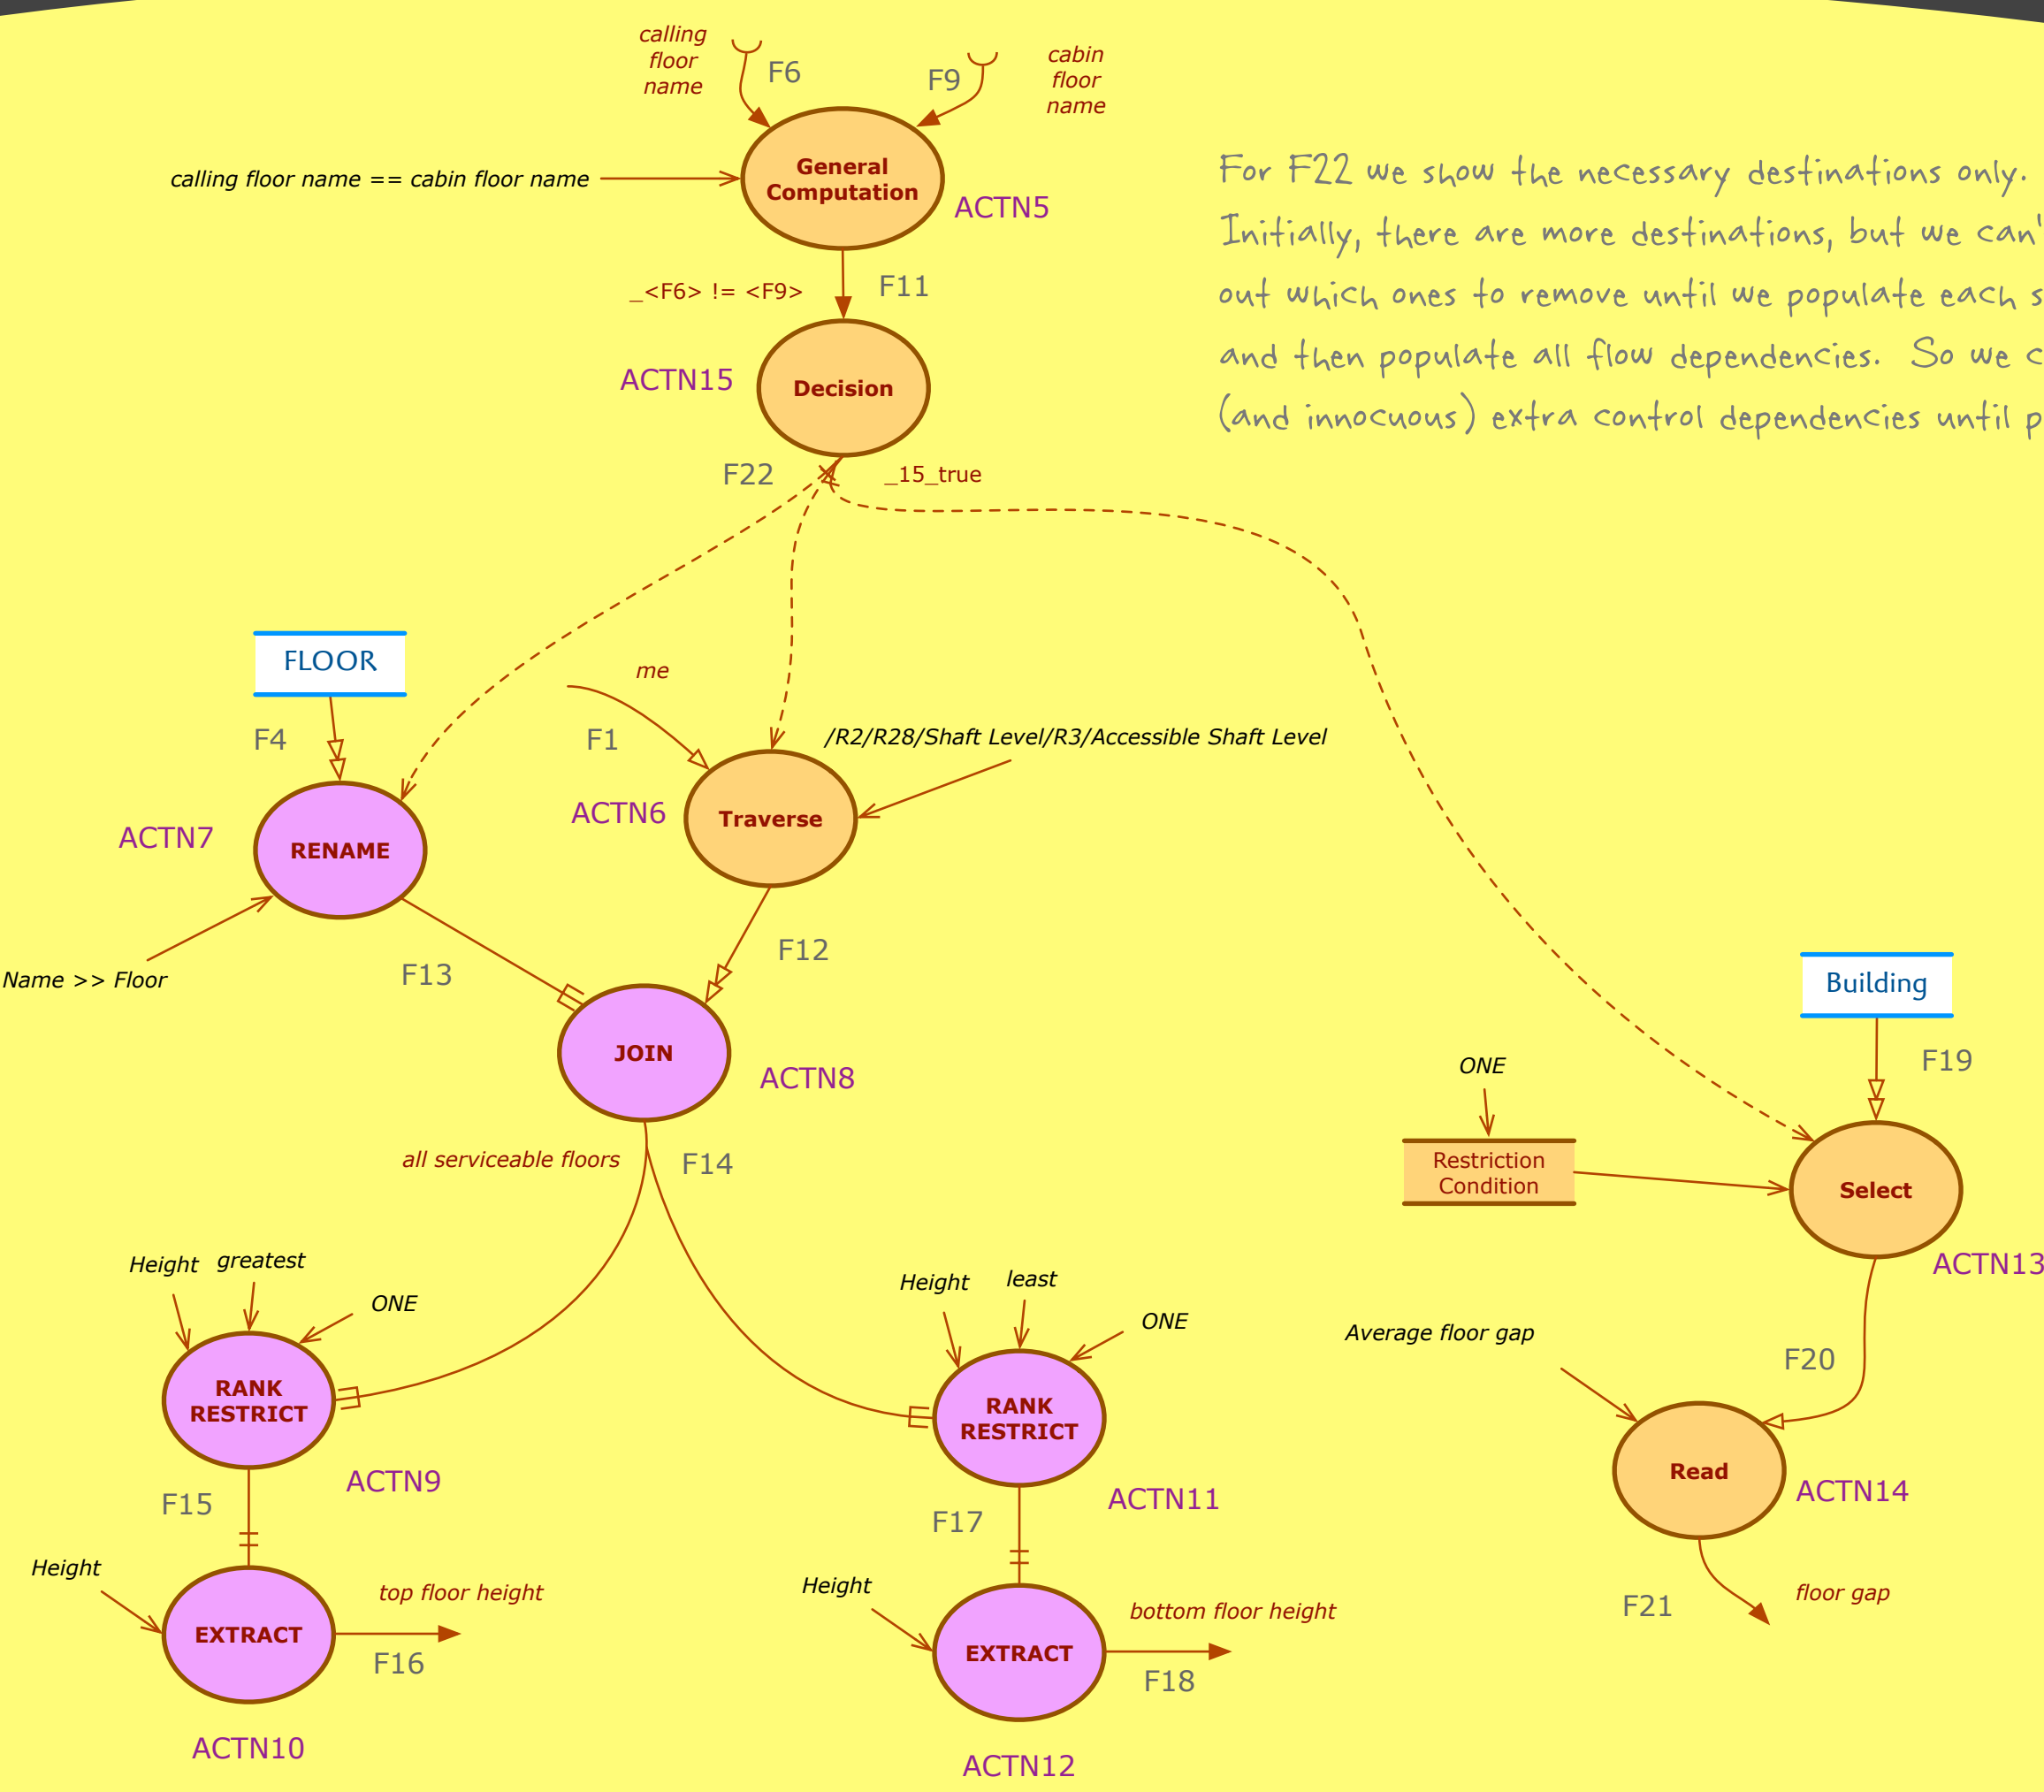 calling
floor
name
F6
F9
cabin
floor
name
General
Computation
calling floor name == cabin floor name
ACTN5
For F22 we show the necessary destinations only.
Initially, there are more destinations, but we can'
out which ones to remove until we populate each s
and then populate all flow dependencies. So we c
(and innocuous) extra control dependencies until p
_<F6> != <F9>
F11
ACTN15
Decision
F22
_15_true
FLOOR
me
F4
F1
/R2/R28/Shaft Level/R3/Accessible Shaft Level
ACTN7
RENAME
ACTN6
Traverse
Name >> Floor
F13
F12
JOIN
ACTN8
Building
F19
ONE
Restriction
Condition
Select
ACTN13
all serviceable floors
F14
Height
greatest
ONE
RANK
RESTRICT
ACTN9
Height
least
ONE
RANK
RESTRICT
ACTN11
Average floor gap
F20
Read
ACTN14
F15
F17
Height
EXTRACT
top floor height
F16
ACTN10
Height
EXTRACT
bottom floor height
F18
ACTN12
F21
floor gap